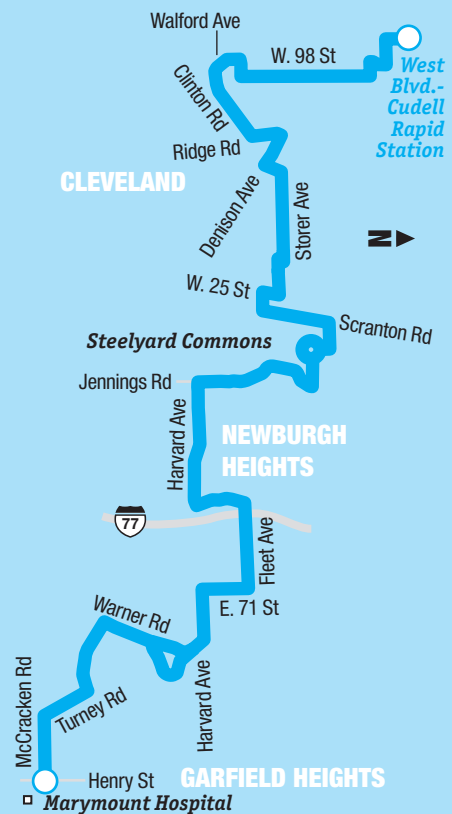 Walford Ave
W. 98 St
West
Blvd.-
Cudell
Rapid
Station
Clinton Rd
Ridge Rd
CLEVELAND
Denison Ave
Storer Ave
N
W. 25 St
Scranton Rd
Steelyard Commons
Jennings Rd
Harvard Ave
NEWBURGH
HEIGHTS
77
Fleet Ave
E. 71 St
Warner Rd
Harvard Ave
McCracken Rd
Turney Rd
Henry St
GARFIELD HEIGHTS
Marymount Hospital